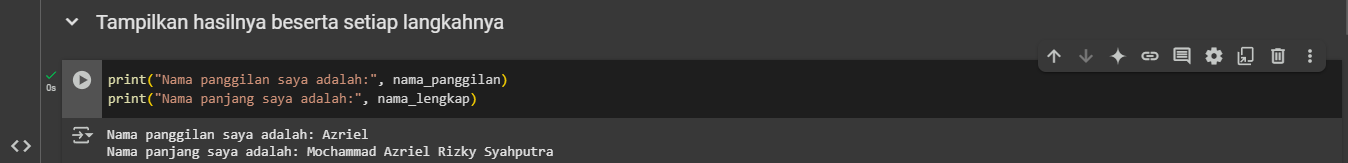 Tampilkan hasilnya beserta setiap langkahnya
0s
print("Nama panggilan saya adalah:", nama_panggilan)
print("Nama panjang saya adalah:", nama_lengkap)
Nama panggilan saya adalah: Azriel
Nama panjang saya adalah: Mochammad Azriel Rizky Syahputra